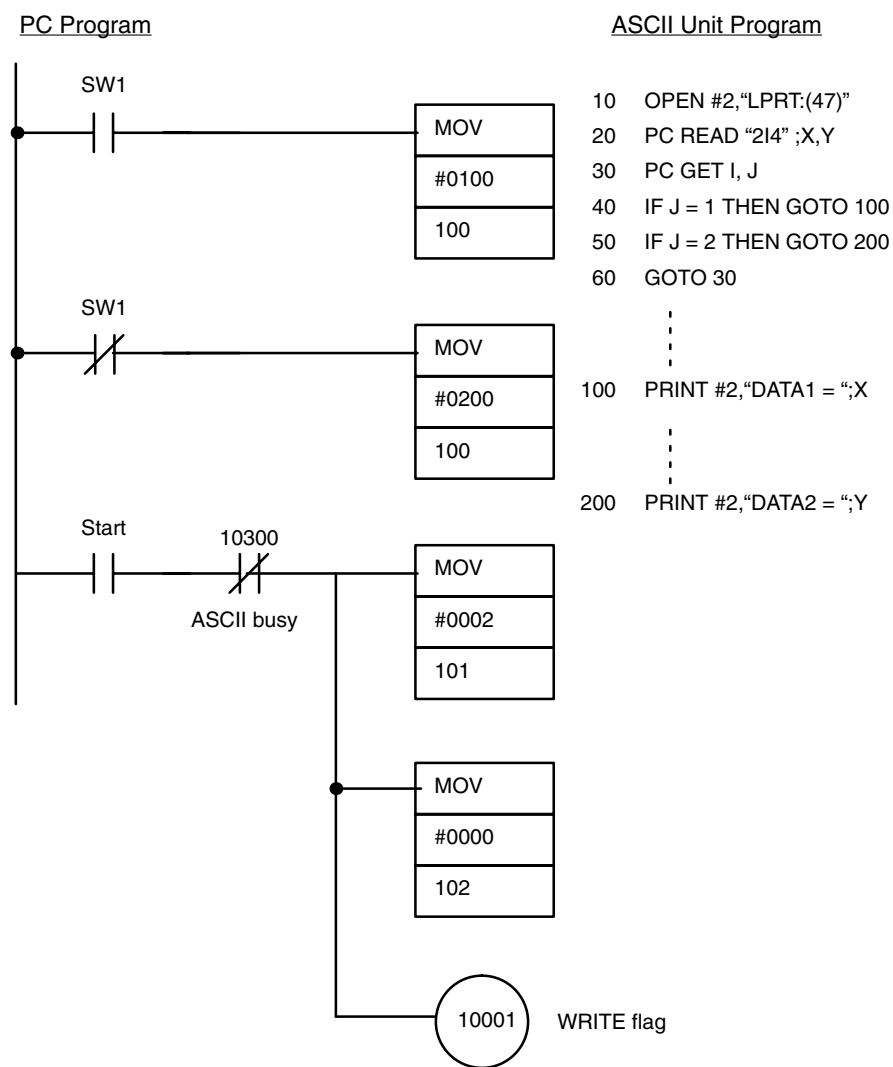 PC Program
ASCII Unit Program
SW1
MOV
#0100
100
10 OPEN #2,“LPRT:(47)”
20 PC READ “2I4” ;X,Y
30 PC GET I, J
40 IF J = 1 THEN GOTO 100
50 IF J = 2 THEN GOTO 200
60 GOTO 30
SW1
MOV
#0200
100
100 PRINT #2,“DATA1 = “;X
200 PRINT #2,“DATA2 = “;Y
Start
10300
ASCII busy
MOV
#0002
101
MOV
#0000
102
10001
WRITE flag